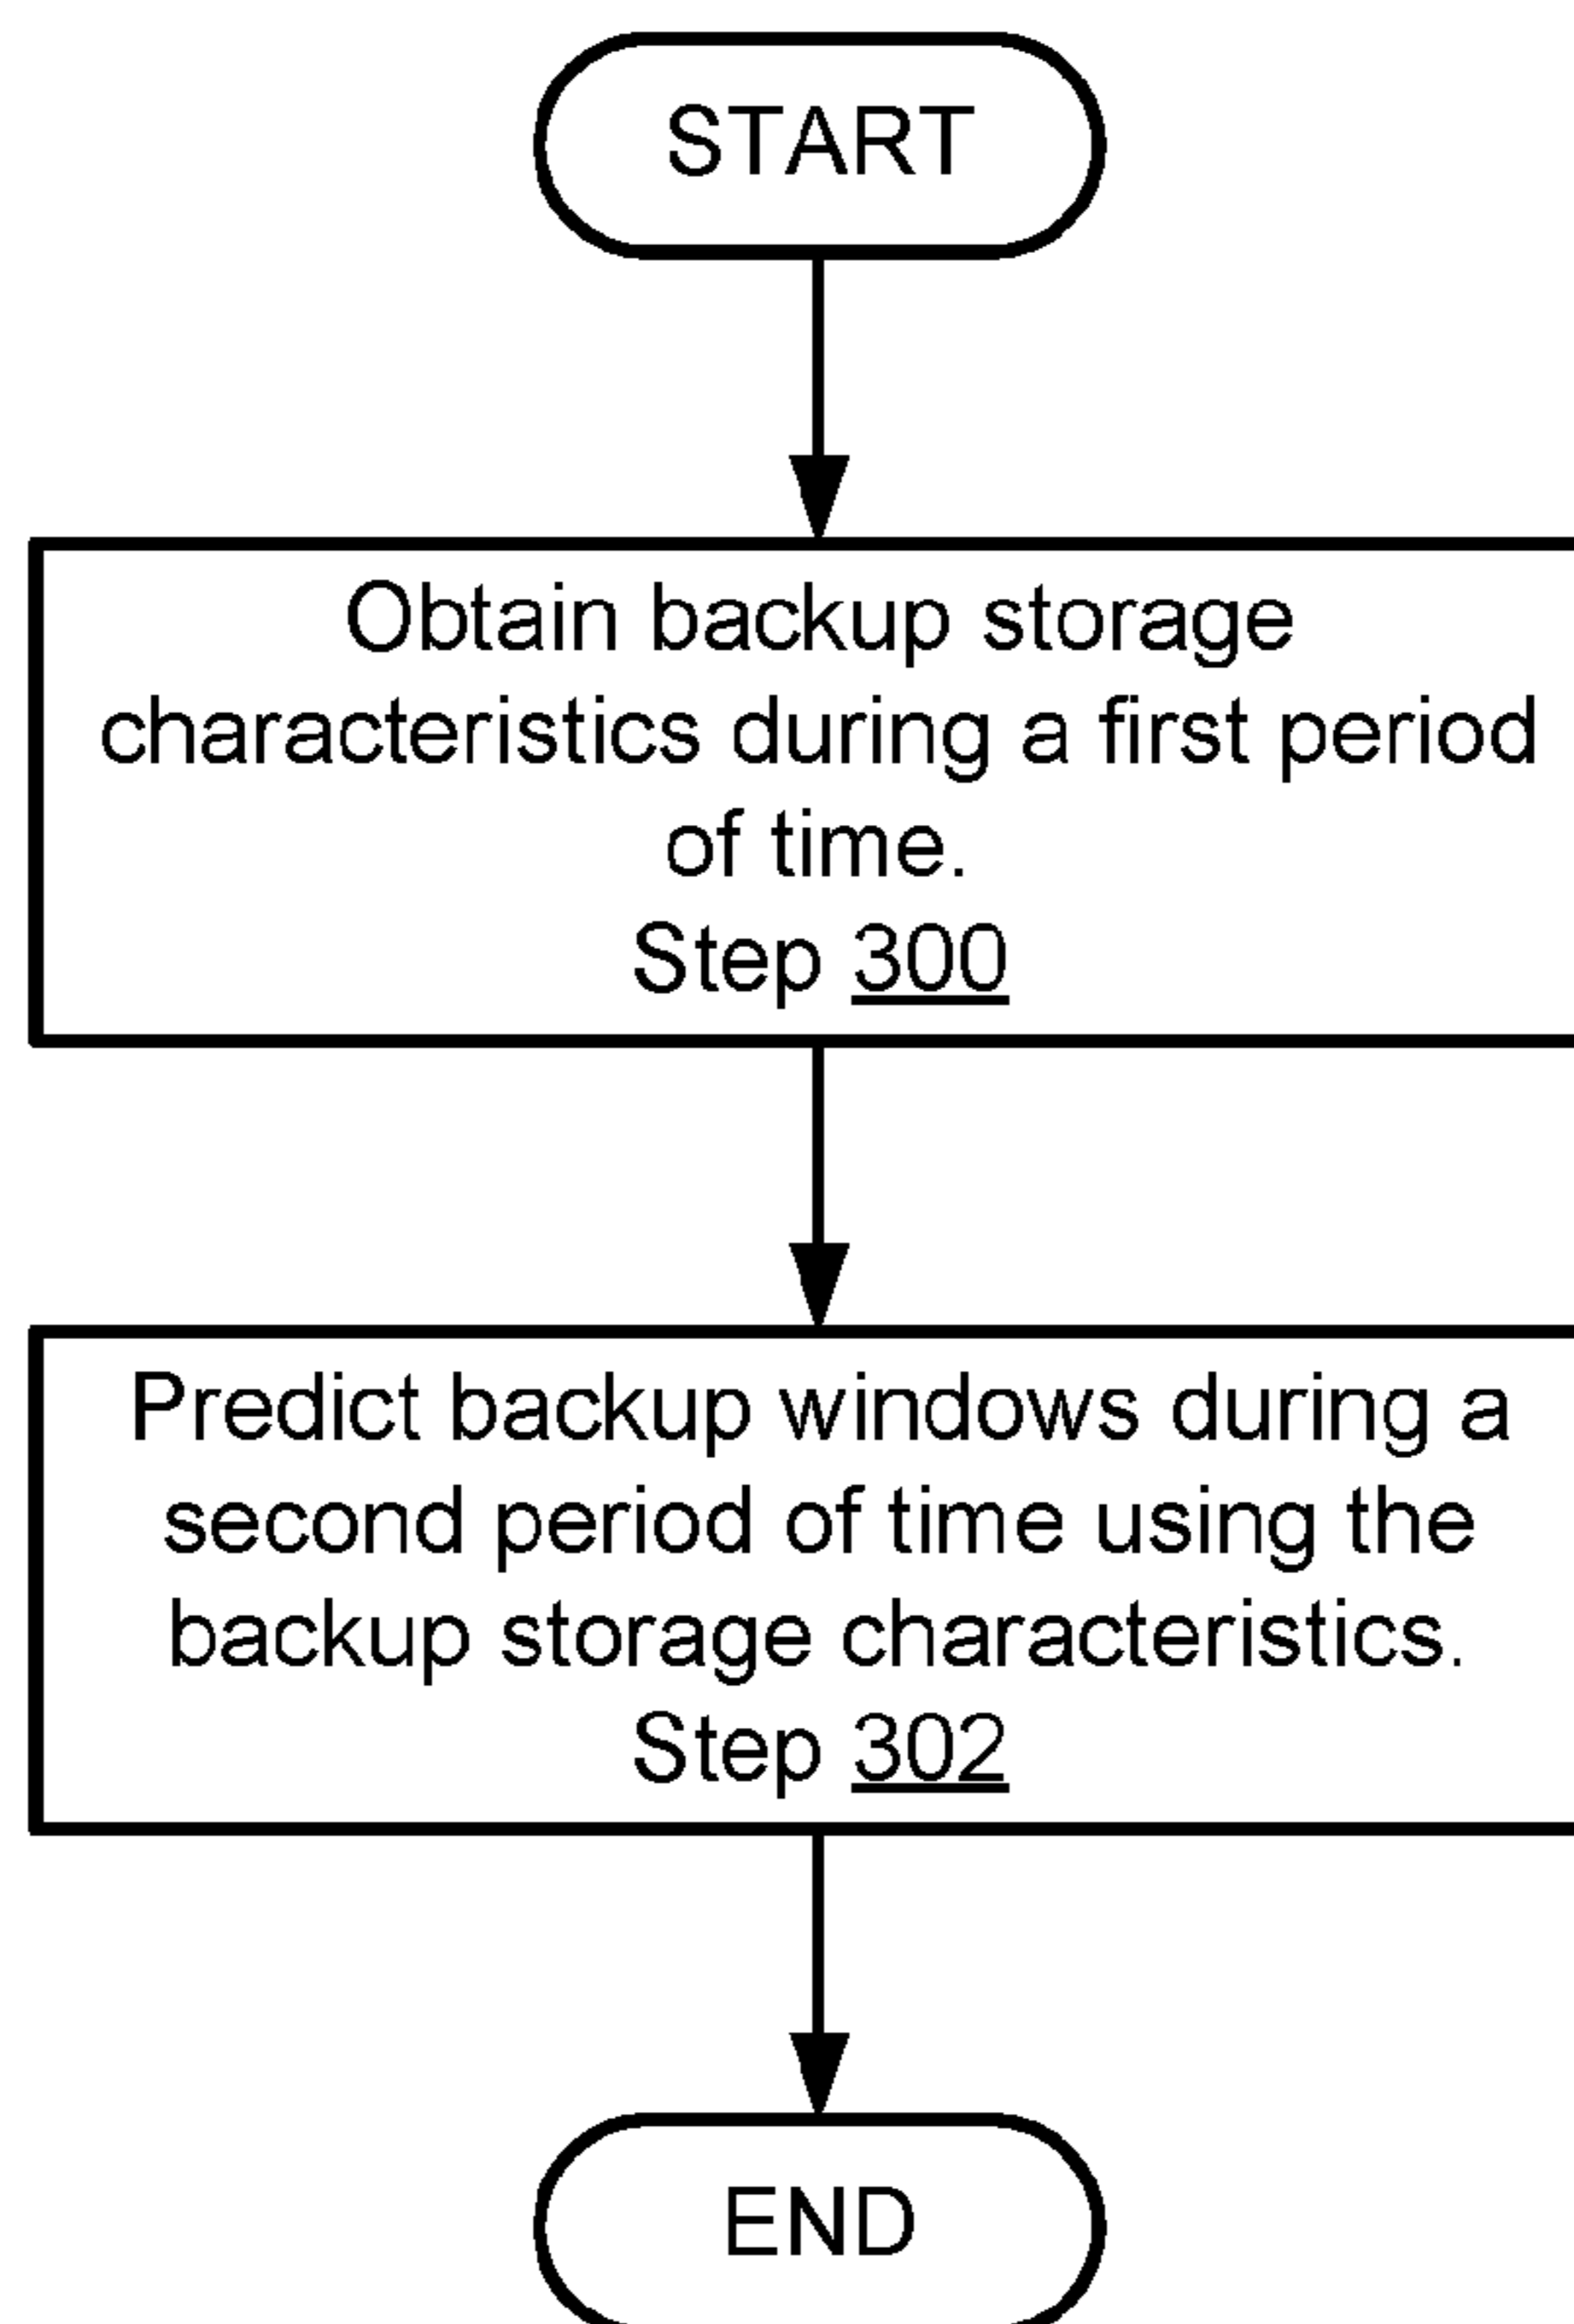 START
Obtain backup storage
characteristics during a first period
of time.
Step 300
Predict backup windows during a
second period of time using the
backup storage characteristics.
Step 302
END